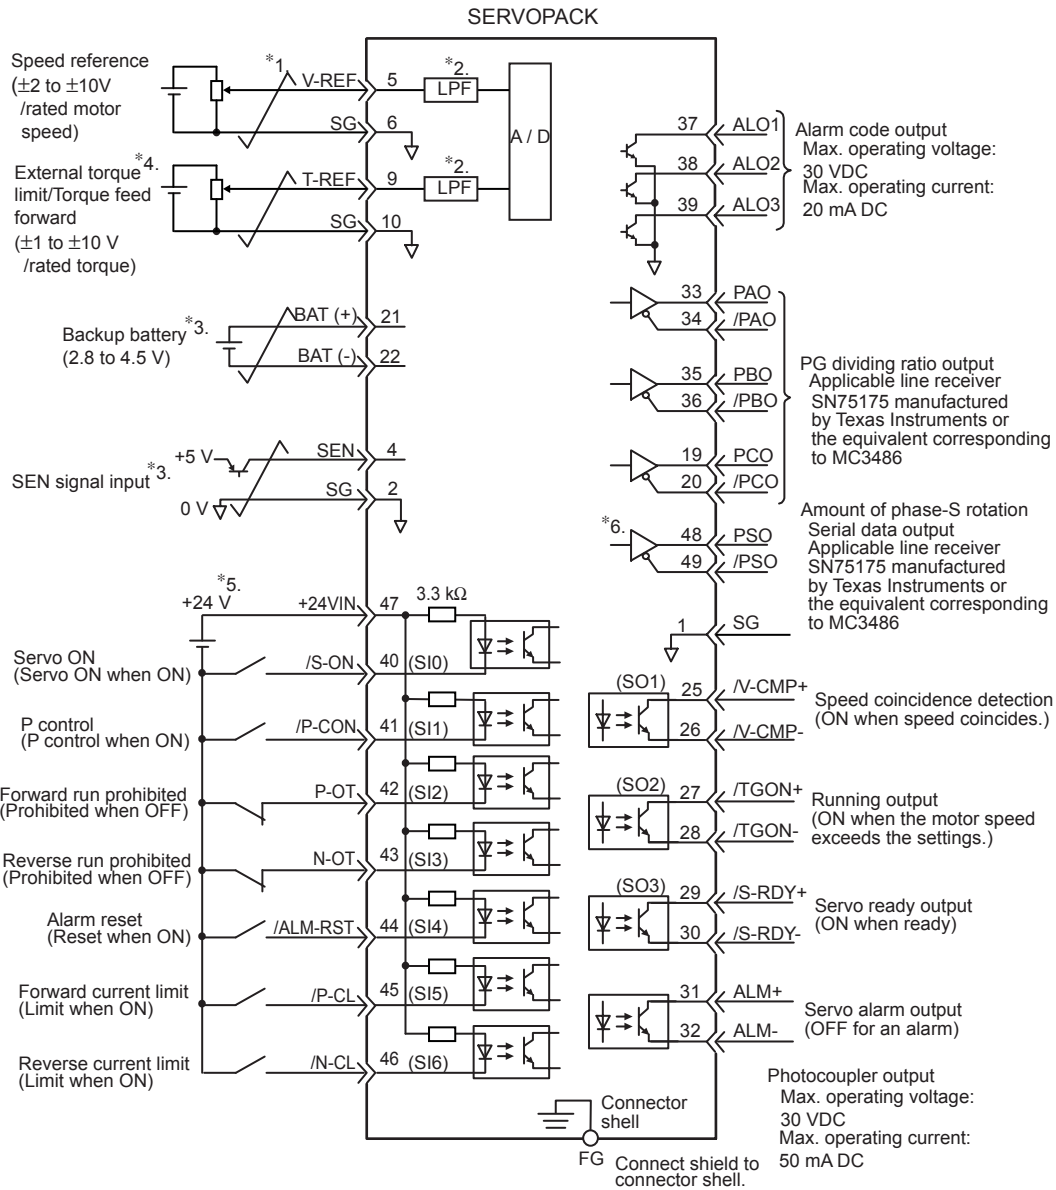 SERVOPACK
Speed reference
(±2 to ±10V
/rated motor
speed)
*1.
V-REF
5
*2.
LPF
SG
6
A / D
External torque *4.
limit/Torque feed
forward
(±1 to ±10 V
/rated torque)
T-REF
9
*2.
LPF
SG
10
Backup battery *3.
(2.8 to 4.5 V)
BAT (+)
21
BAT (-)
22
SEN signal input *3.
+5 V
SEN
4
0 V
SG
2
*5.
+24 V
+24VIN
47
3.3 kΩ
Servo ON
(Servo ON when ON)
/S-ON
40 (SI0)
P control
(P control when ON)
/P-CON
41 (SI1)
Forward run prohibited
(Prohibited when OFF)
P-OT
42 (SI2)
Reverse run prohibited
(Prohibited when OFF)
N-OT
43 (SI3)
Alarm reset
(Reset when ON)
/ALM-RST
44 (SI4)
Forward current limit
(Limit when ON)
/P-CL
45 (SI5)
Reverse current limit
(Limit when ON)
/N-CL
46 (SI6)
37 ALO1
38 ALO2
39 ALO3
Alarm code output
Max. operating voltage:
30 VDC
Max. operating current:
20 mA DC
33 PAO
34 /PAO
35 PBO
36 /PBO
19 PCO
20 /PCO
PG dividing ratio output
Applicable line receiver
SN75175 manufactured
by Texas Instruments or
the equivalent corresponding
to MC3486
*6.
48 PSO
49 /PSO
Amount of phase-S rotation
Serial data output
Applicable line receiver
SN75175 manufactured
by Texas Instruments or
the equivalent corresponding
to MC3486
1 SG
(SO1)
25 /V-CMP+
26 /V-CMP-
Speed coincidence detection
(ON when speed coincides.)
(SO2)
27 /TGON+
28 /TGON-
Running output
(ON when the motor speed
exceeds the settings.)
(SO3)
29 /S-RDY+
30 /S-RDY-
Servo ready output
(ON when ready)
31 ALM+
32 ALM-
Servo alarm output
(OFF for an alarm)
Photocoupler output
Max. operating voltage:
30 VDC
Max. operating current:
50 mA DC
Connector
shell
FG
Connect shield to
connector shell.